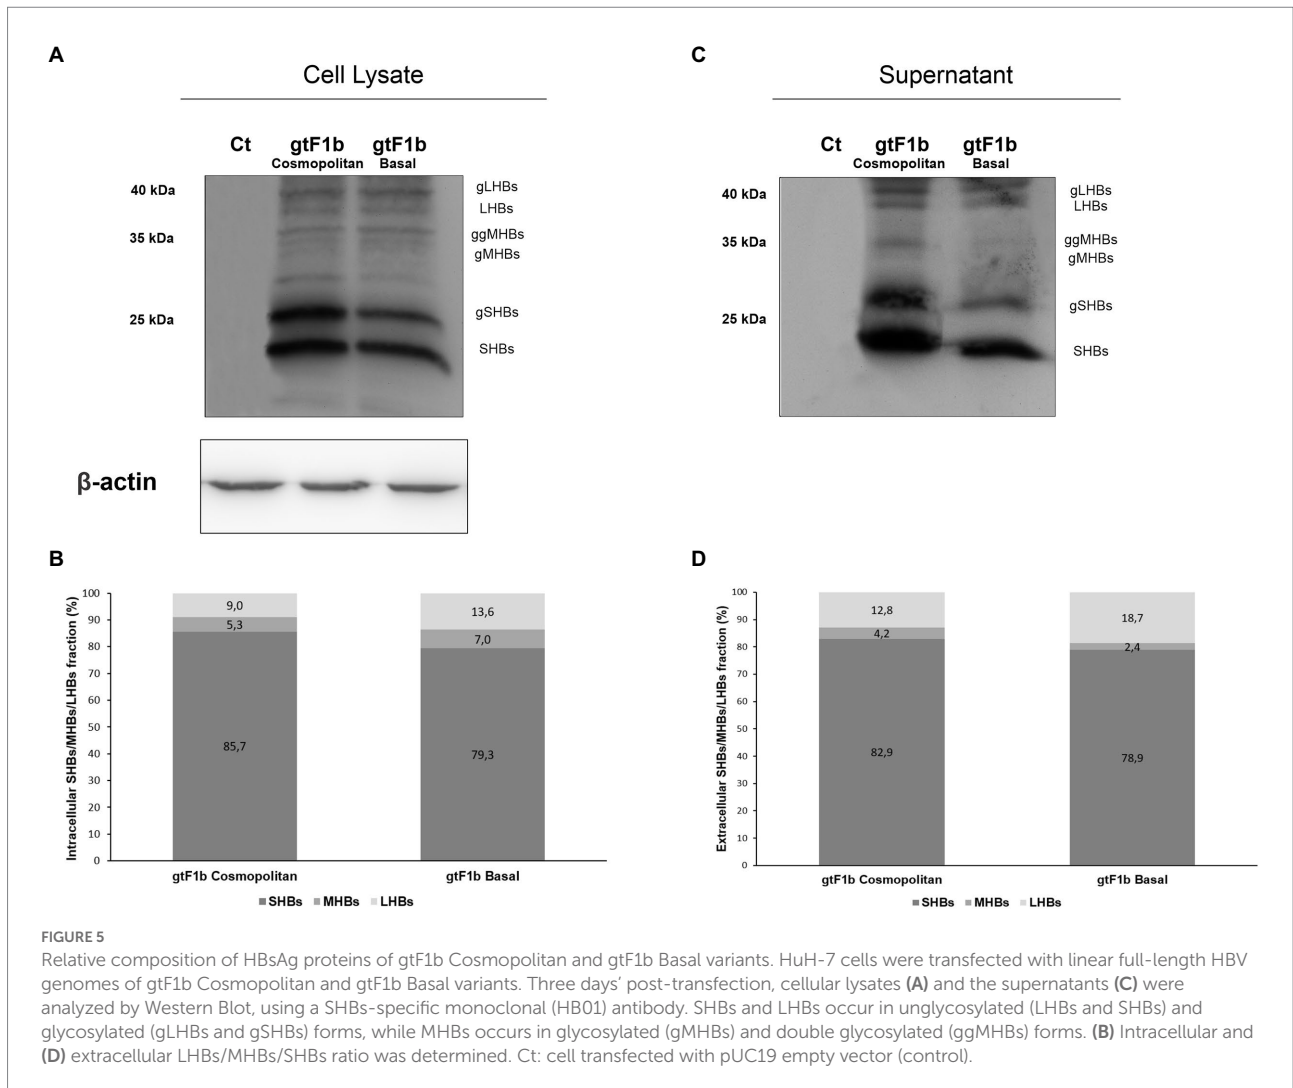 A
Cell Lysate
Ct
gtF1b
Cosmopolitan
gtF1b
Basal
40 kDa
35 kDa
25 kDa
gLHBs
LHBs
ggMHBs
gMHBs
gSHBs
SHBs
β-actin
C
Supernatant
Ct
gtF1b
Cosmopolitan
gtF1b
Basal
40 kDa
35 kDa
25 kDa
gLHBs
LHBs
ggMHBs
gMHBs
gSHBs
SHBs
B
Intracellular SHBs/MHBs/LHBs fraction (%)
100
90
80
70
60
50
40
30
20
10
0
9,0
5,3
85,7
13,6
7,0
79,3
gtF1b Cosmopolitan
gtF1b Basal
SHBs MHBs LHBs
D
Extracellular SHBs/MHBs/LHBs fraction (%)
100
90
80
70
60
50
40
30
20
10
0
12,8
4,2
82,9
18,7
2,4
78,9
gtF1b Cosmopolitan
gtF1b Basal
SHBs MHBs LHBs
FIGURE 5
Relative composition of HBsAg proteins of gtF1b Cosmopolitan and gtF1b Basal variants. HuH-7 cells were transfected with linear full-length HBV
genomes of gtF1b Cosmopolitan and gtF1b Basal variants. Three days' post-transfection, cellular lysates (A) and the supernatants (C) were
analyzed by Western Blot, using a SHBs-specific monoclonal (HB01) antibody. SHBs and LHBs occur in unglycosylated (LHBs and SHBs) and
glycosylated (gLHBs and gSHBs) forms, while MHBs occurs in glycosylated (gMHBs) and double glycosylated (ggMHBs) forms. (B) Intracellular and
(D) extracellular LHBs/MHBs/SHBs ratio was determined. Ct: cell transfected with pUC19 empty vector (control).